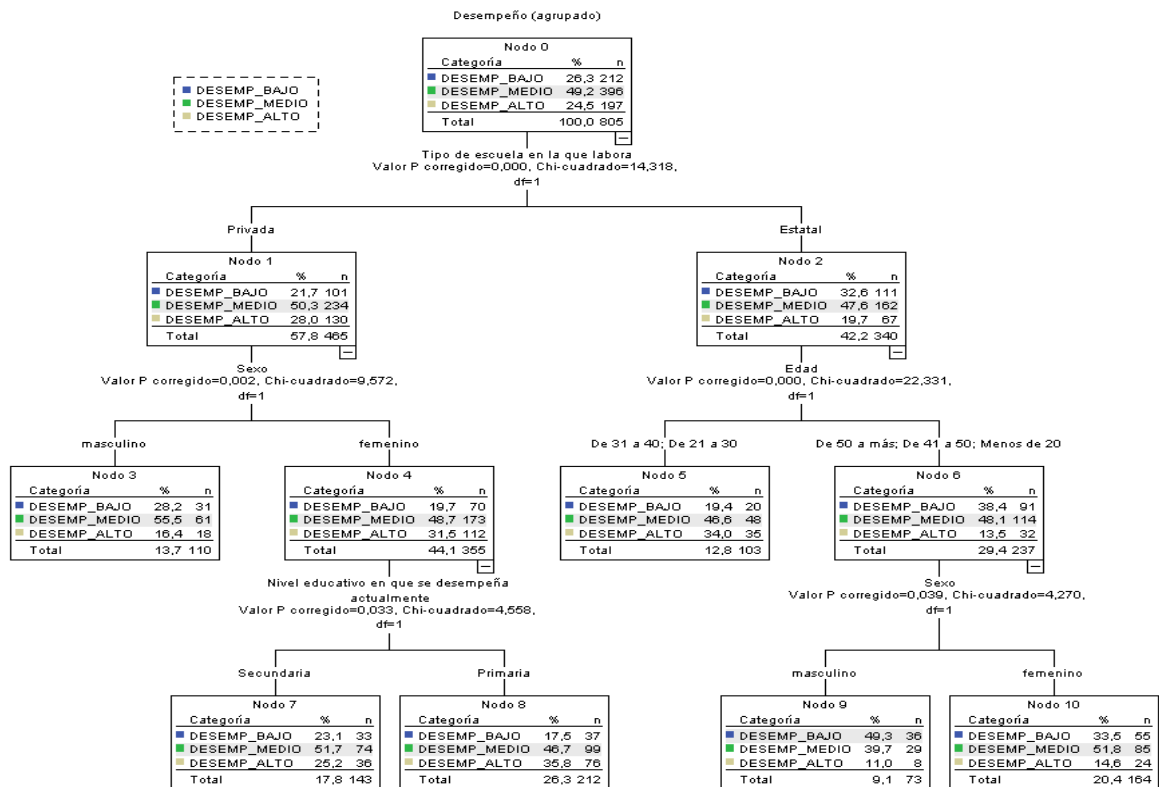 Desempeño (agrupado)
Nodo 0
Categoría % n
DESEMP_BAJO 26,3 212
DESEMP_MEDIO 49,2 396
DESEMP_ALTO 24,5 197
Total 100,0 805
DESEMP_BAJO
DESEMP_MEDIO
DESEMP_ALTO
Tipo de escuela en la que labora
Valor P corregido=0,000, Chi-cuadrado=14,318,
df=1
Privada
Estatal
Nodo 1
Categoría % n
DESEMP_BAJO 21,7 101
DESEMP_MEDIO 50,3 234
DESEMP_ALTO 28,0 130
Total 57,8 465
Nodo 2
Categoría % n
DESEMP_BAJO 32,6 111
DESEMP_MEDIO 47,6 162
DESEMP_ALTO 19,7 67
Total 42,2 340
Sexo
Valor P corregido=0,002, Chi-cuadrado=9,572,
df=1
Edad
Valor P corregido=0,000, Chi-cuadrado=22,331,
df=1
masculino
femenino
De 31 a 40; De 21 a 30
De 50 a más; De 41 a 50; Menos de 20
Nodo 3
Categoría % n
DESEMP_BAJO 28,2 31
DESEMP_MEDIO 55,5 61
DESEMP_ALTO 16,4 18
Total 13,7 110
Nodo 4
Categoría % n
DESEMP_BAJO 19,7 70
DESEMP_MEDIO 48,7 173
DESEMP_ALTO 31,5 112
Total 44,1 355
Nodo 5
Categoría % n
DESEMP_BAJO 19,4 20
DESEMP_MEDIO 46,6 48
DESEMP_ALTO 34,0 35
Total 12,8 103
Nodo 6
Categoría % n
DESEMP_BAJO 38,4 91
DESEMP_MEDIO 48,1 114
DESEMP_ALTO 13,5 32
Total 29,4 237
Nivel educativo en que se desempeña
actualmente
Valor P corregido=0,033, Chi-cuadrado=4,558,
df=1
Sexo
Valor P corregido=0,039, Chi-cuadrado=4,270,
df=1
Secundaria
Primaria
masculino
femenino
Nodo 7
Categoría % n
DESEMP_BAJO 23,1 33
DESEMP_MEDIO 51,7 74
DESEMP_ALTO 25,2 36
Total 17,8 143
Nodo 8
Categoría % n
DESEMP_BAJO 17,5 37
DESEMP_MEDIO 46,7 99
DESEMP_ALTO 35,8 76
Total 26,3 212
Nodo 9
Categoría % n
DESEMP_BAJO 49,3 36
DESEMP_MEDIO 39,7 29
DESEMP_ALTO 11,0 8
Total 9,1 73
Nodo 10
Categoría % n
DESEMP_BAJO 33,5 55
DESEMP_MEDIO 51,8 85
DESEMP_ALTO 14,6 24
Total 20,4 164